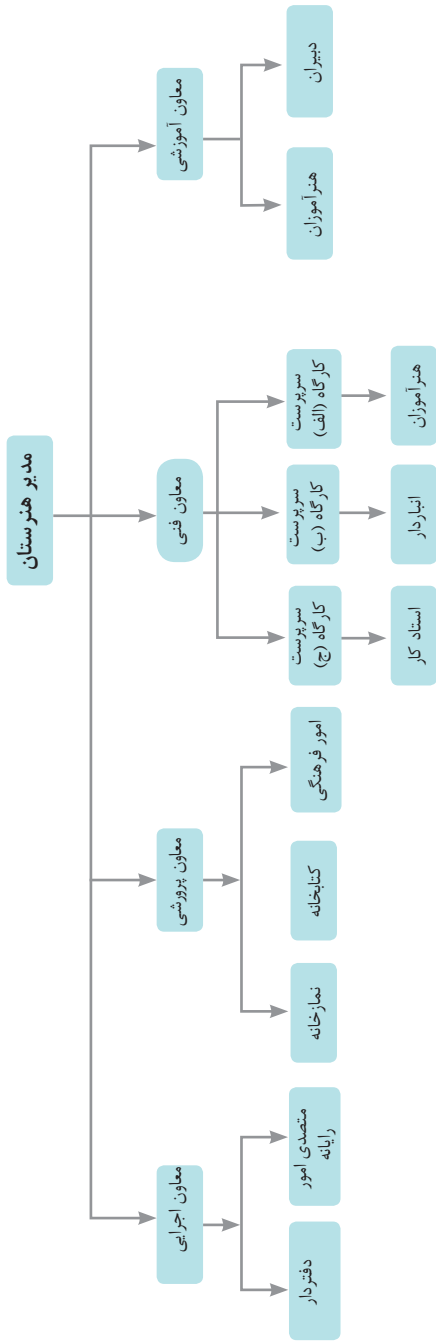 مدیر هنرستان
معاون آموزشی
معاون فنی
معاون پرورشی
معاون اجرایی
دبیران
هنرآموزان
سرپرست
کارگاه (الف)
سرپرست
کارگاه (ب)
سرپرست
کارگاه (ج)
امور فرهنگی
کتابخانه
نمازخانه
متصدی امور
رایانه
دفتردار
هنرآموزان
انباردار
استاد کار